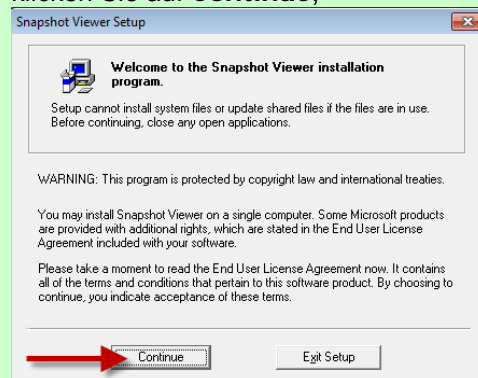 klicken Sie auf Continue,
Snapshot Viewer Setup
Welcome to the Snapshot Viewer installation
program.
Setup cannot install system files or update shared files if the files are in use.
Before continuing, close any open applications.
WARNING: This program is protected by copyright law and international treaties.
You may install Snapshot Viewer on a single computer. Some Microsoft products
are provided with additional rights, which are stated in the End User License
Agreement included with your software.
Please take a moment to read the End User License Agreement now. It contains
all of the terms and conditions that pertain to this software product. By choosing to
continue, you indicate acceptance of these terms.
Continue
Exit Setup